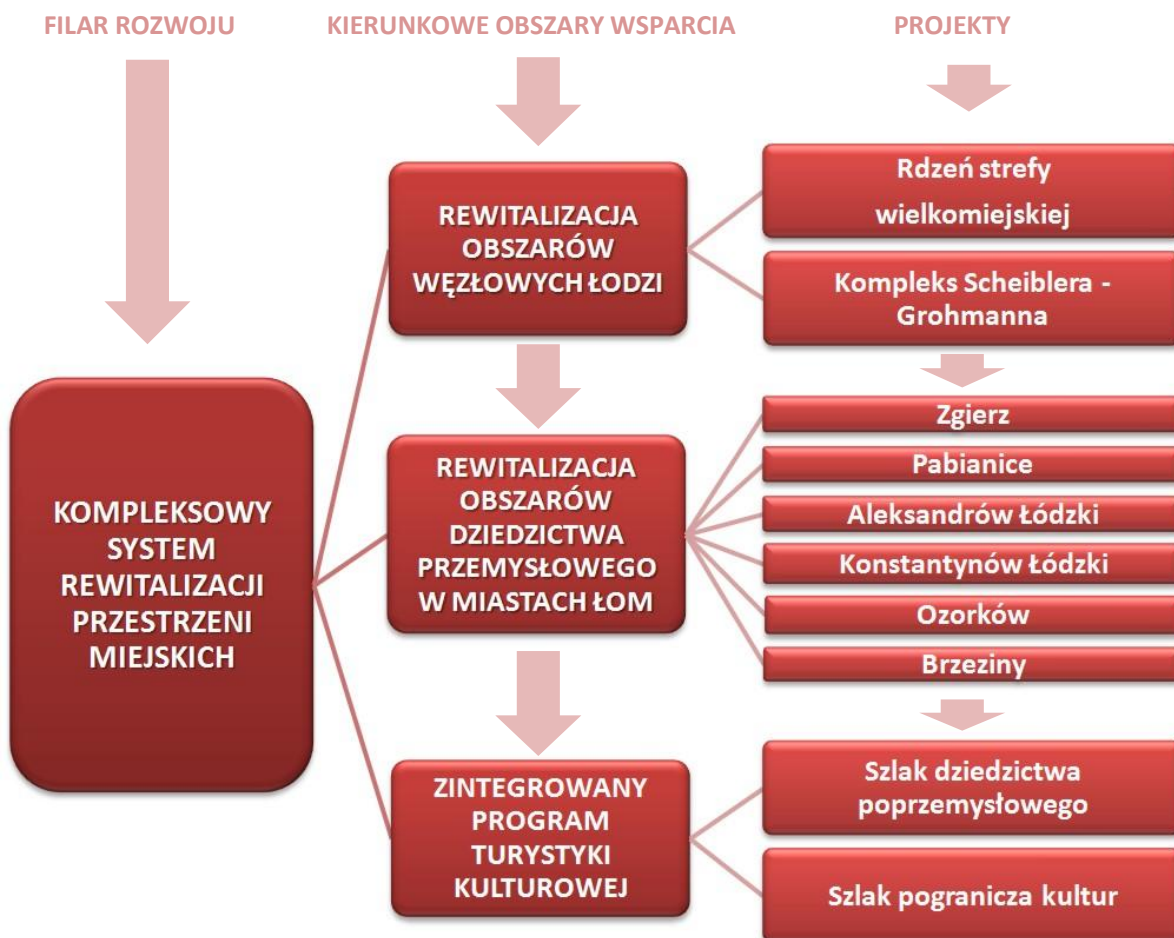 FILAR ROZWOJU
KIERUNKOWE OBSZARY WSPARCIA
PROJEKTY
KOMPLEKSOWY
SYSTEM
REWITALIZACJI
PRZESTRZENI
MIEJSKICH
REWITALIZACJA
OBSZARÓW
WĘZŁOWYCH ŁODZI
Rdzeń strefy
wielkomiejskiej
Kompleks Scheiblera -
Grohmanna
REWITALIZACJA
OBSZARÓW
DZIEDZICTWA
PRZEMYSŁOWEGO
W MIASTACH ŁOM
Zgierz
Pabianice
Aleksandrów Łódzki
Konstantynów Łódzki
Ozorków
Brzeziny
ZINTEGROWANY
PROGRAM
TURYSTYKI
KULTUROWEJ
Szlak dziedzictwa
poprzemysłowego
Szlak pogranicza kultur